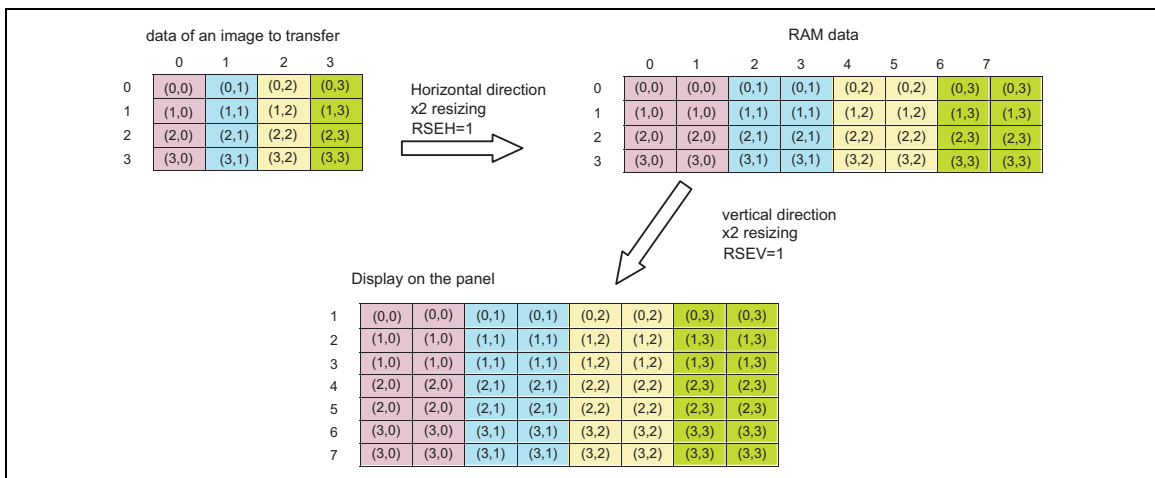 data of an image to transfer
0 1 2 3
0 (0,0) (0,1) (0,2) (0,3)
1 (1,0) (1,1) (1,2) (1,3)
2 (2,0) (2,1) (2,2) (2,3)
3 (3,0) (3,1) (3,2) (3,3)
Horizontal direction
x2 resizing
RSEH=1
RAM data
0 1 2 3 4 5 6 7
0 (0,0) (0,0) (0,1) (0,1) (0,2) (0,2) (0,3) (0,3)
1 (1,0) (1,0) (1,1) (1,1) (1,2) (1,2) (1,3) (1,3)
2 (2,0) (2,0) (2,1) (2,1) (2,2) (2,2) (2,3) (2,3)
3 (3,0) (3,0) (3,1) (3,1) (3,2) (3,2) (3,3) (3,3)
vertical direction
x2 resizing
RSEV=1
Display on the panel
1 (0,0) (0,0) (0,1) (0,1) (0,2) (0,2) (0,3) (0,3)
2 (1,0) (1,0) (1,1) (1,1) (1,2) (1,2) (1,3) (1,3)
3 (1,0) (1,0) (1,1) (1,1) (1,2) (1,2) (1,3) (1,3)
4 (2,0) (2,0) (2,1) (2,1) (2,2) (2,2) (2,3) (2,3)
5 (2,0) (2,0) (2,1) (2,1) (2,2) (2,2) (2,3) (2,3)
6 (3,0) (3,0) (3,1) (3,1) (3,2) (3,2) (3,3) (3,3)
7 (3,0) (3,0) (3,1) (3,1) (3,2) (3,2) (3,3) (3,3)